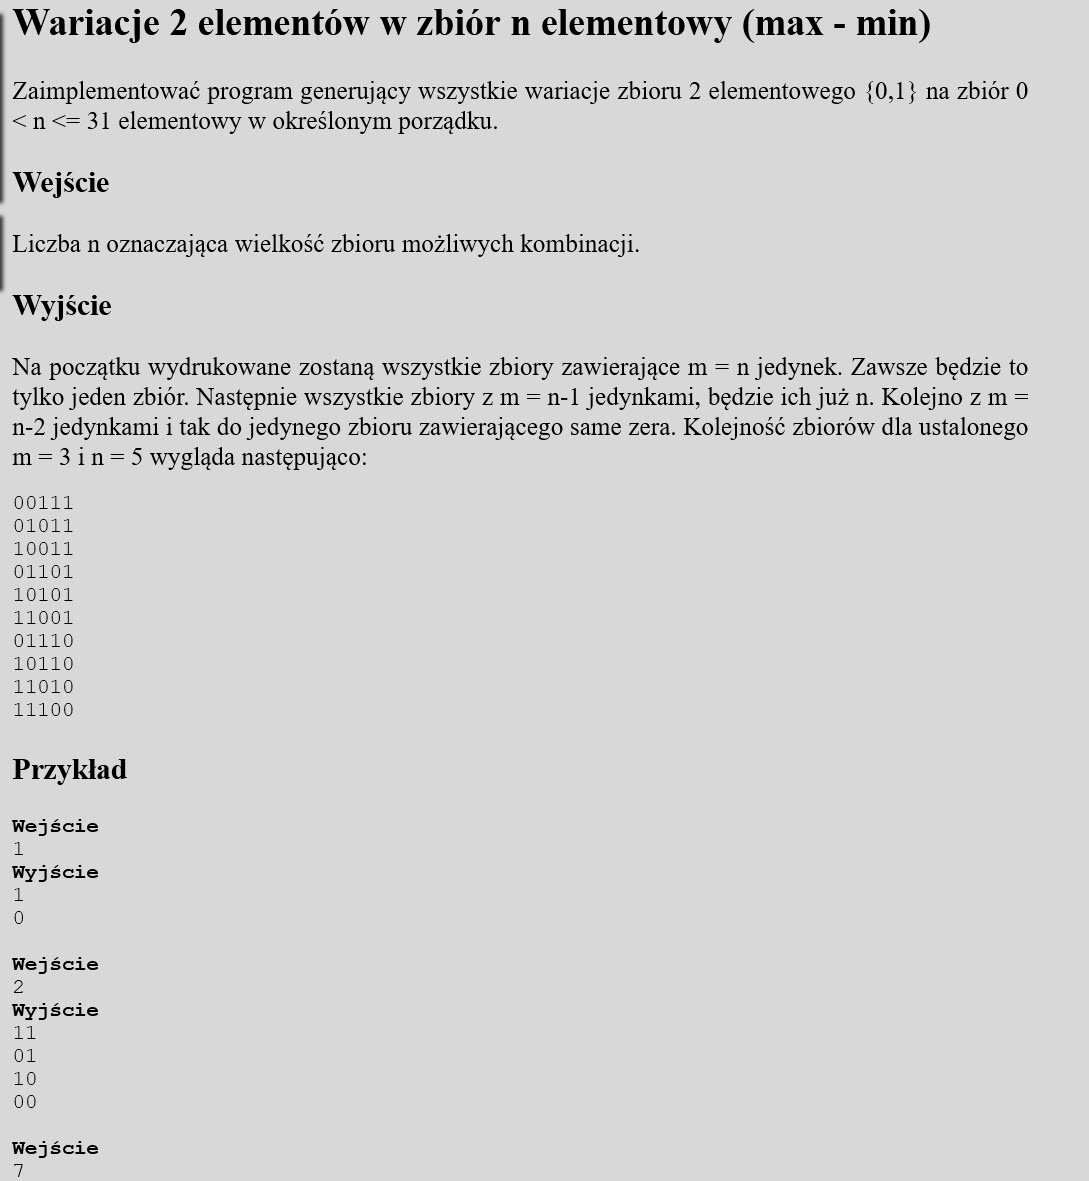 Wariacje 2 elementów w zbiór n elementowy (max - min)
Zaimplementować program generujący wszystkie wariacje zbioru 2 elementowego {0,1} na zbiór 0
< n <= 31 elementowy w określonym porządku.
Wejście
Liczba n oznaczająca wielkość zbioru możliwych kombinacji.
Wyjście
Na początku wydrukowane zostaną wszystkie zbiory zawierające m = n jedynek. Zawsze będzie to
tylko jeden zbiór. Następnie wszystkie zbiory z m = n-1 jedynkami, będzie ich już n. Kolejno z m =
n-2 jedynkami i tak do jedynego zbioru zawierającego same zera. Kolejność zbiorów dla ustalonego
m = 3 i n = 5 wygląda następująco:
00111
01011
10011
01101
10101
11001
01110
10110
11010
11100
Przykład
Wejście
1
Wyjście
1
0
Wejście
2
Wyjście
11
01
10
00
Wejście
7